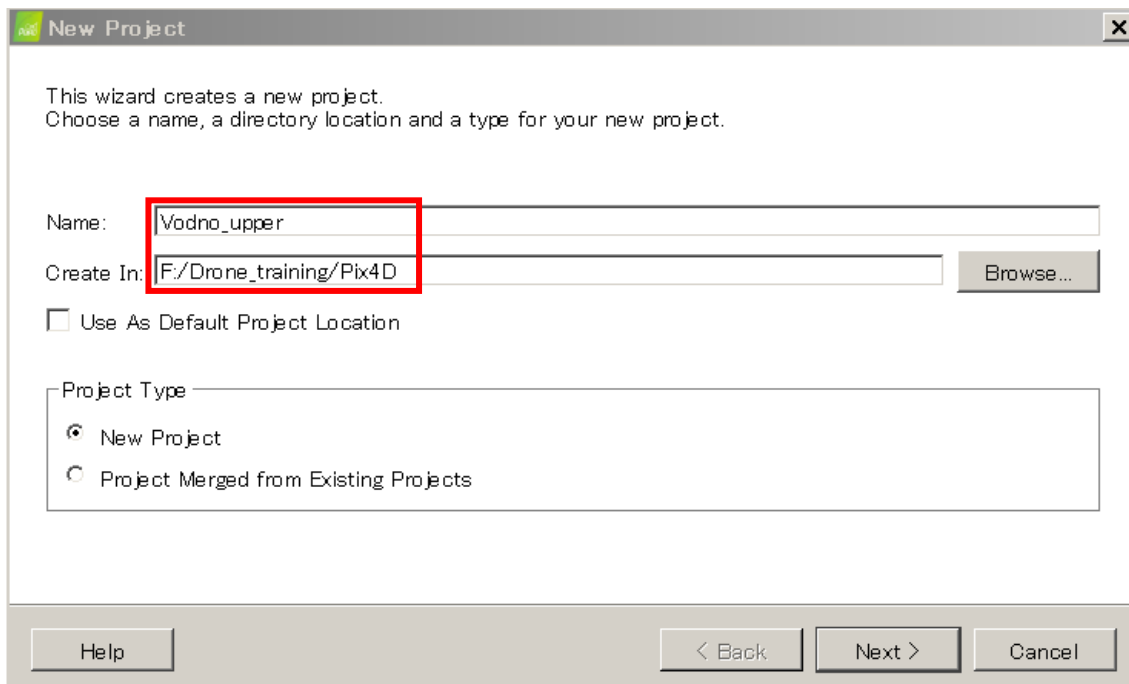 New Project
This wizard creates a new project.
Choose a name, a directory location and a type for your new project.
Name: Vodno_upper
Create In: F:/Drone_training/Pix4D Browse...
Use As Default Project Location
Project Type
New Project
Project Merged from Existing Projects
Help < Back Next > Cancel